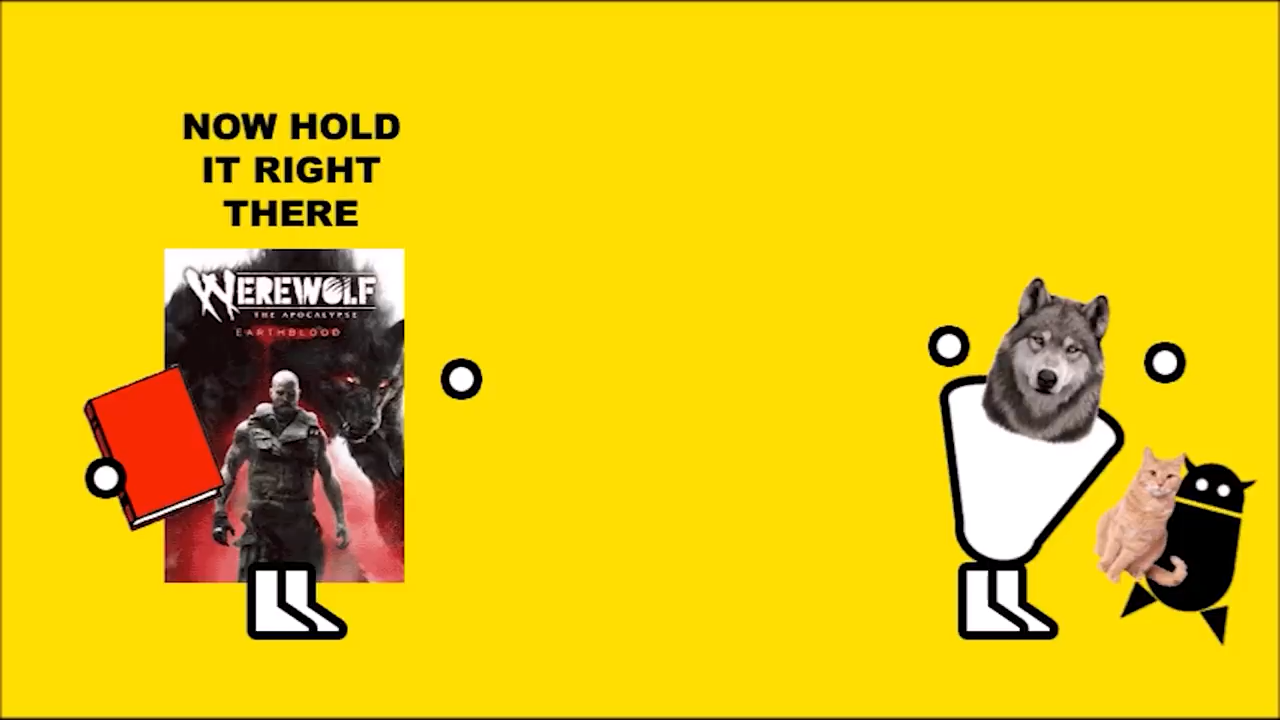 NOW HOLD
IT RIGHT
THERE
WEREWOLF
THE APOCALYPSE
EARTHBLOOD